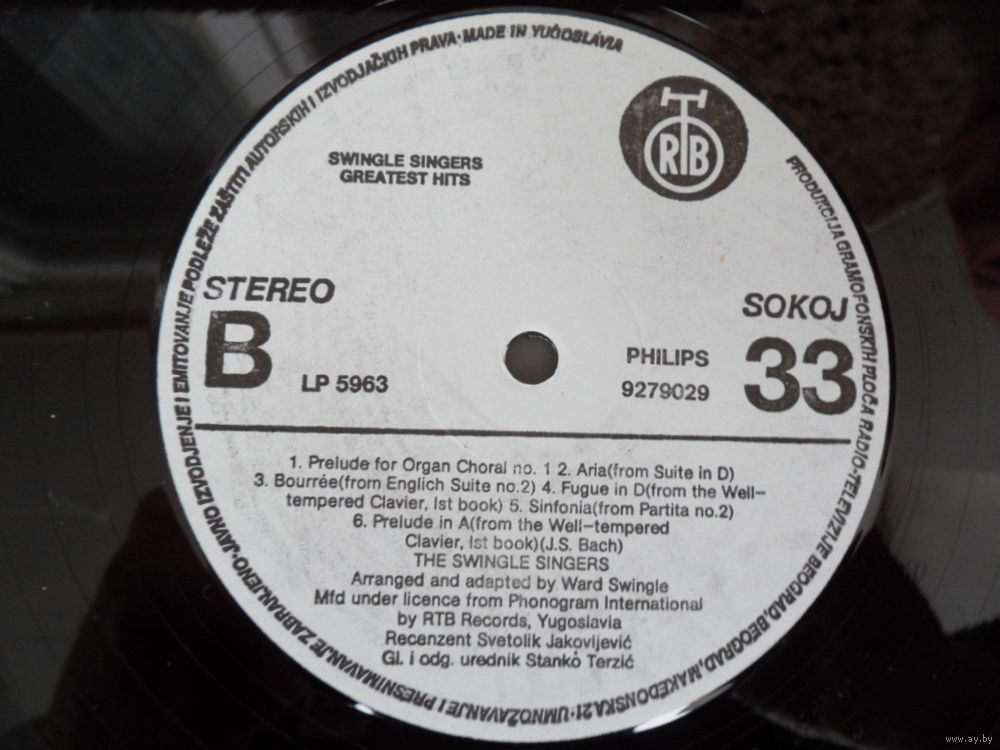 SWINGLE SINGERS
GREATEST HITS
RTB
STEREO
B
LP 5963
PHILIPS
9279029
SOKOJ
33
1. Prelude for Organ Choral no. 1 2. Aria(from Suite in D)
3. Bourrée(from Englich Suite no.2) 4. Fugue in D(from the Well-
tempered Clavier, Ist book) 5. Sinfonia(from Partita no.2)
6. Prelude in A(from the Well-tempered
Clavier, Ist book)(J.S. Bach)
THE SWINGLE SINGERS
Arranged and adapted by Ward Swingle
Mfd under licence from Phonogram International
by RTB Records, Yugoslavia
Recenzent Svetolik Jakovljević
Gl. i odg. urednik Stanko Terzić
PRODUKCIJA GRAMOFONSKIH PLOČA RADIO-TELEVIZIJE BEOGRAD, BEOGRAD, MAKEDONSKA 21·UMNOŽAVANJE I PRESNIMAVANJE ZABRANJENO·JAVNO IZVODJENJE I EMITOVANJE PODLEŽE ZAŠTITI AUTORSKIH I IZVODJAČKIH PRAVA·MADE IN YUGOSLAVIA
www.ay.by